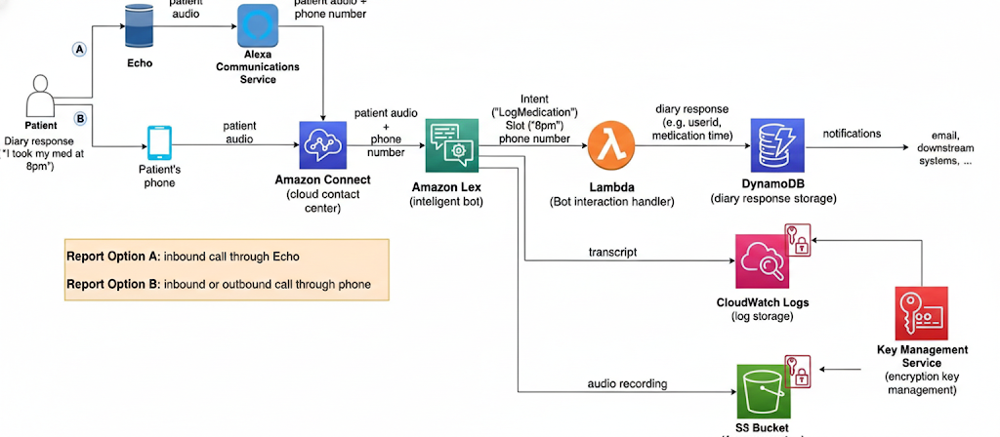 patient
audio
patient audio +
phone number
A
Echo
Alexa
Communications
Service
B
Patient
Diary response
"I took my med at
8pm")
Patient's
phone
patient
audio
Amazon Connect
(cloud contact
center)
patient audio
+
phone
number
Amazon Lex
(inteligent bot)
Intent
("LogMedication")
Slot ("8pm")
phone number
Lambda
(Bot interaction handler)
diary response
(e.g, userid,
metication time)
DynamoDB
(diary response storage)
notifications
email,
downstream
systems, ...
Report Option A: inbound call through Echo
Report Option B: inbound or outbound call through phone
transcript
CloudWatch Logs
(log storage)
Key Management
Service
(encryption key
management)
audio recording
SS Bucket